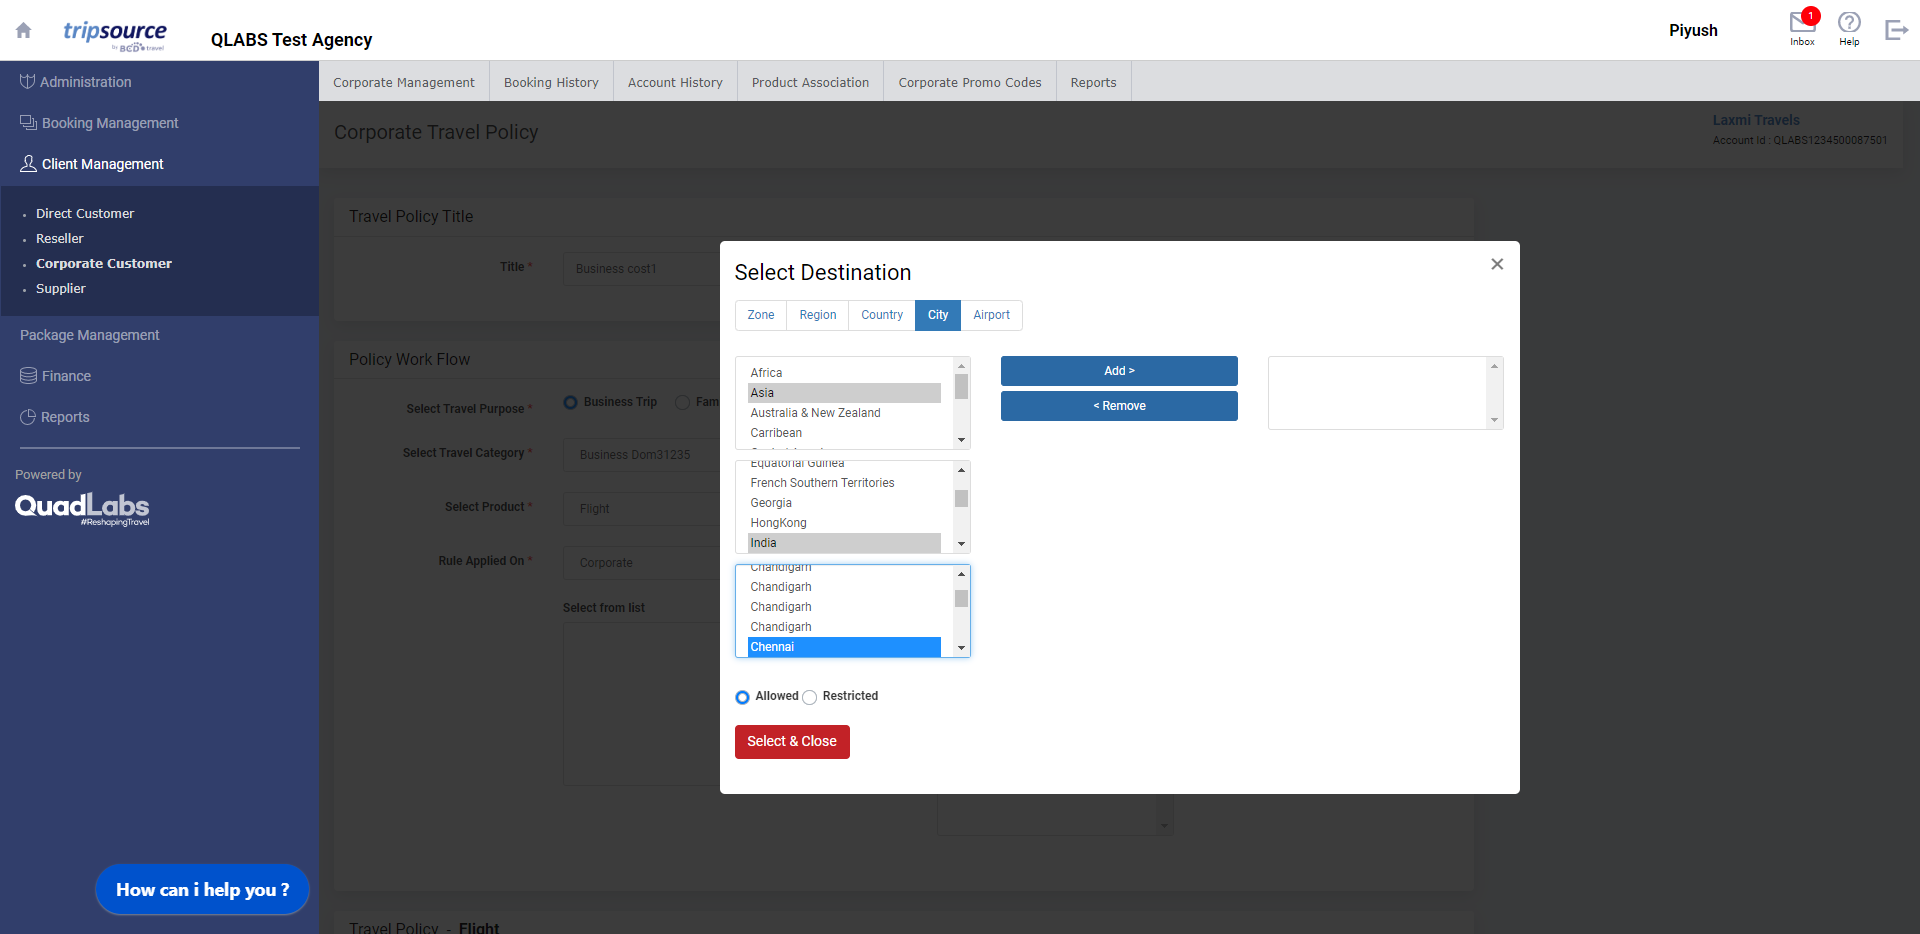 tripsource
by BCD travel
QLABS Test Agency
Piyush
1
Inbox
Help
Administration
Booking Management
Client Management
Direct Customer
Reseller
Corporate Customer
Supplier
Package Management
Finance
Reports
Powered by
QuadLabs
#ReshapingTravel
How can i help you ?
Corporate Management
Booking History
Account History
Product Association
Corporate Promo Codes
Reports
Corporate Travel Policy
Laxmi Travels
Account Id : QLABS1234500087501
Travel Policy Title
Title *
Business cost1
Policy Work Flow
Select Travel Purpose *
Business Trip
Fam
Select Travel Category *
Business Dom31235
Select Product *
Flight
Rule Applied On *
Corporate
Select from list
Travel Policy - Flight
Select Destination
×
Zone
Region
Country
City
Airport
Africa
Asia
Australia & New Zealand
Carribean
Equatorial Guinea
French Southern Territories
Georgia
HongKong
India
Chandigarh
Chandigarh
Chandigarh
Chandigarh
Chennai
Add >
< Remove
Allowed
Restricted
Select & Close